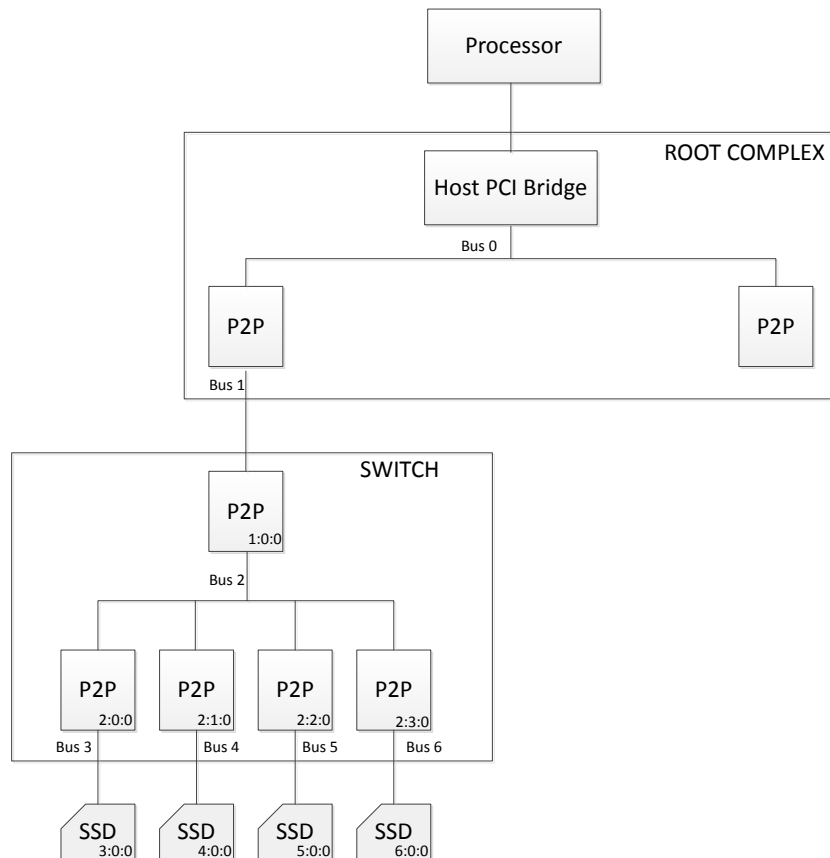 Processor
ROOT COMPLEX
Host PCI Bridge
Bus 0
P2P
P2P
Bus 1
SWITCH
P2P
1:0:0
Bus 2
P2P
2:0:0
P2P
2:1:0
P2P
2:2:0
P2P
2:3:0
Bus 3
Bus 4
Bus 5
Bus 6
SSD
3:0:0
SSD
4:0:0
SSD
5:0:0
SSD
6:0:0